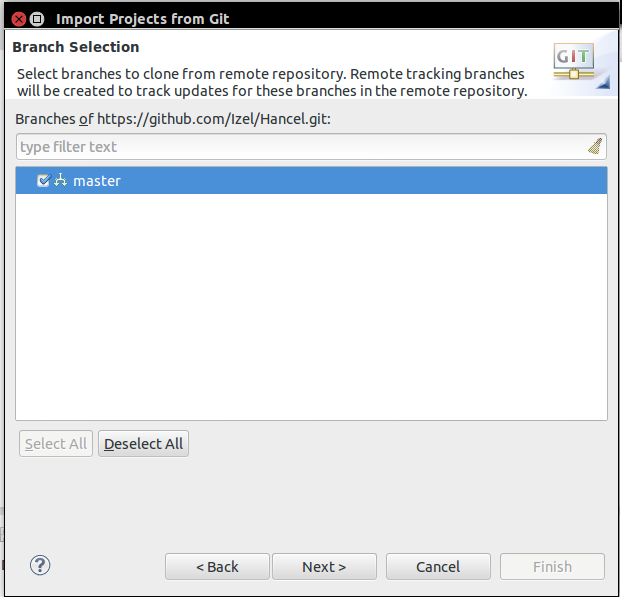 Import Projects from Git
Branch Selection
GIT
Select branches to clone from remote repository. Remote tracking branches
will be created to track updates for these branches in the remote repository.
Branches of https://github.com/Izel/Hancel.git:
type filter text
master
Select All
Deselect All
?
< Back
Next >
Cancel
Finish